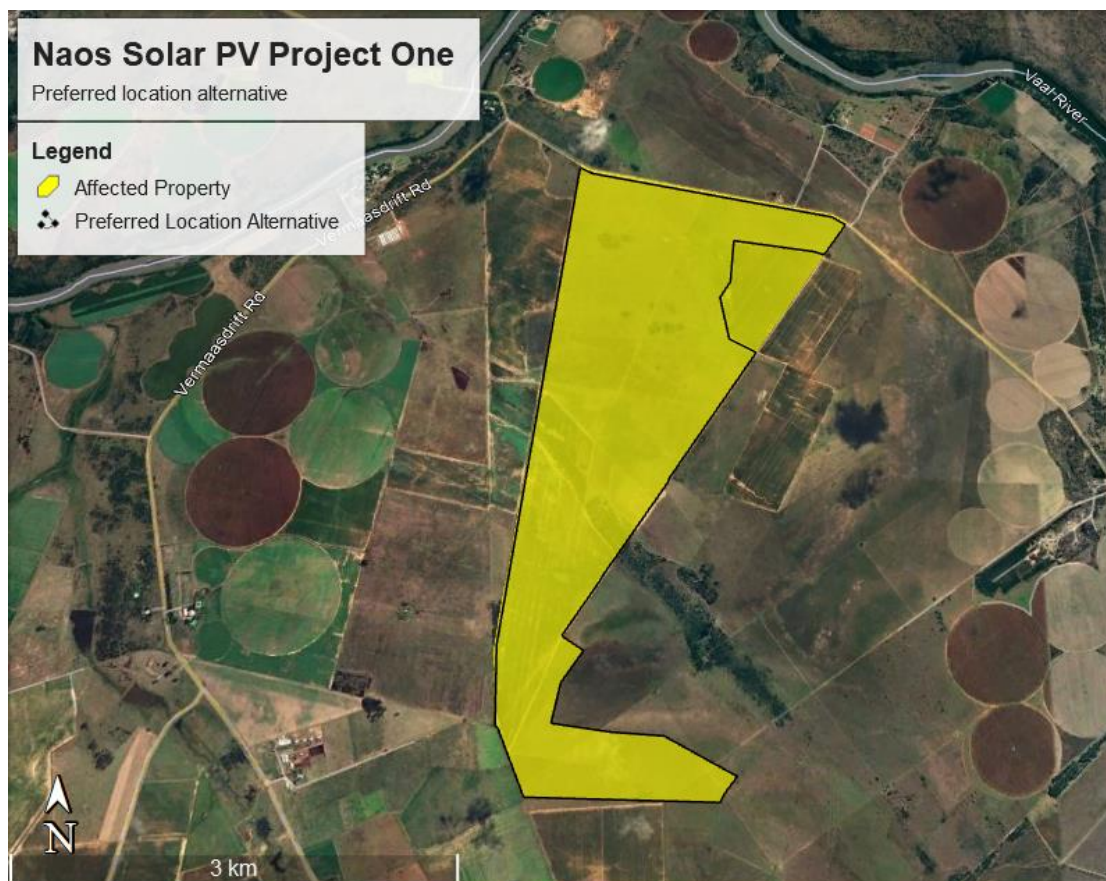 Naos Solar PV Project One
Preferred location alternative
Legend
Affected Property
Preferred Location Alternative
Vaal River
Vermaasdrift Rd
Vermaasdrift Rd
N
3 km